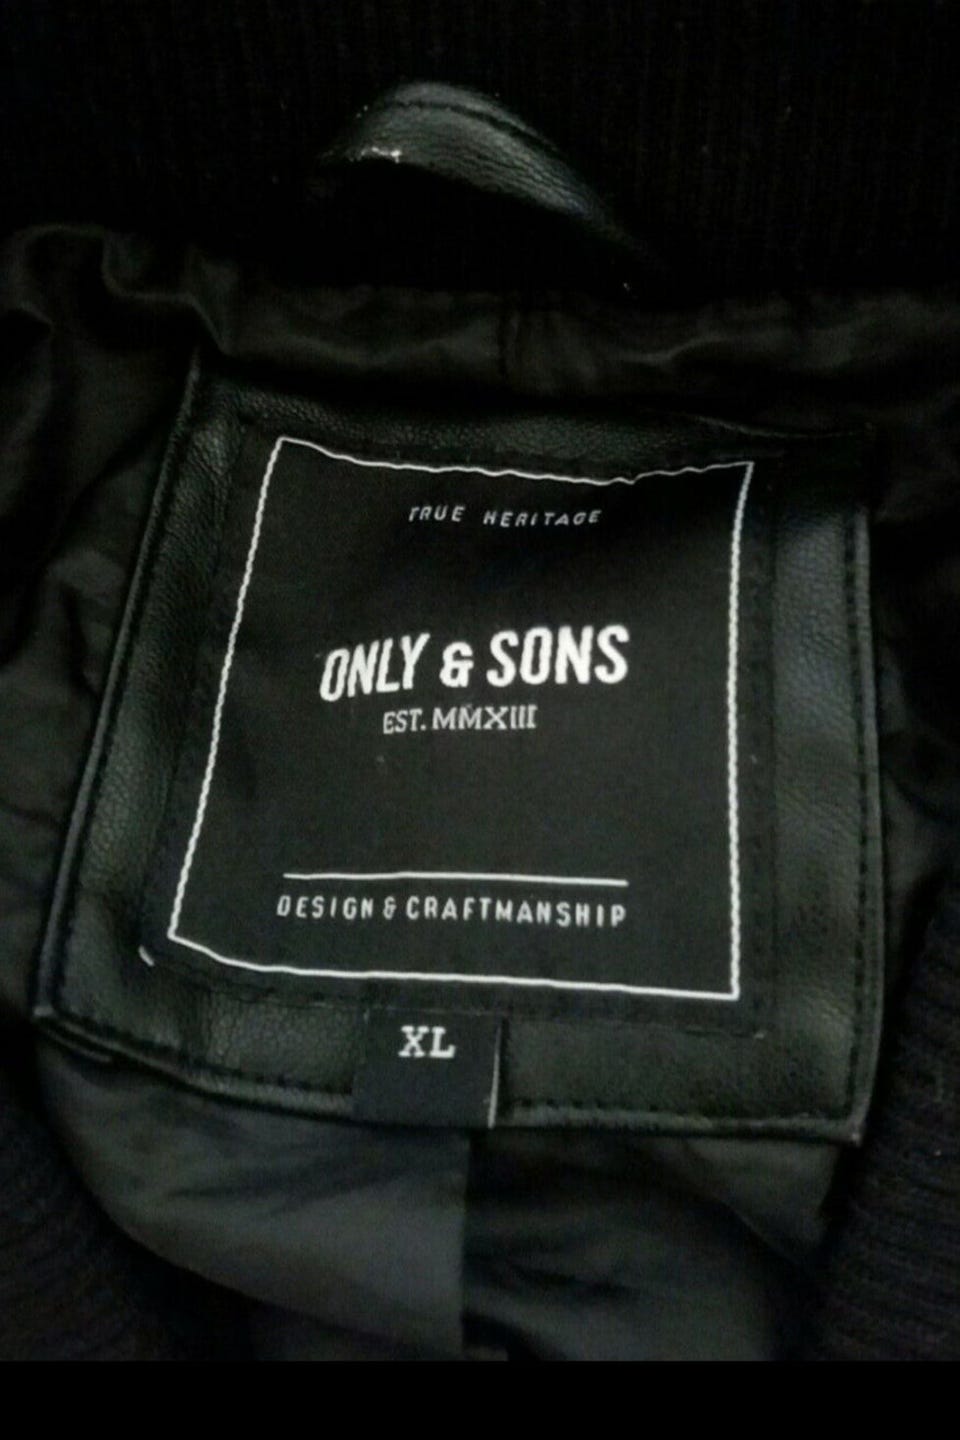 TRUE HERITAGE
ONLY & SONS
EST. MMXIII
DESIGN & CRAFTMANSHIP
XL